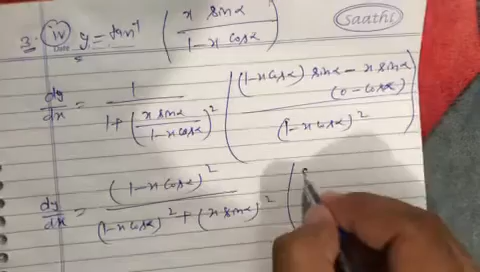 Saathi
3. (iv) y = tan⁻¹ ( x sinα / 1 - x cosα )
Date
dy/dx = 1 / 1 + ( x sinα / 1 - x cosα )² ( (1 - x cosα) sinα - x sinα (0 - cosα) / (1 - x cosα)² )
dy/dx = (1 - x cosα)² / (1 - x cosα)² + (x sinα)² (